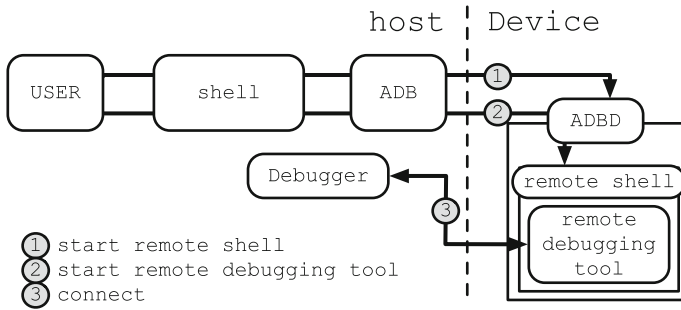 host Device
USER shell ADB 1
2
ADBD
Debugger
remote shell
3
remote
debugging
tool
1 start remote shell
2 start remote debugging tool
3 connect